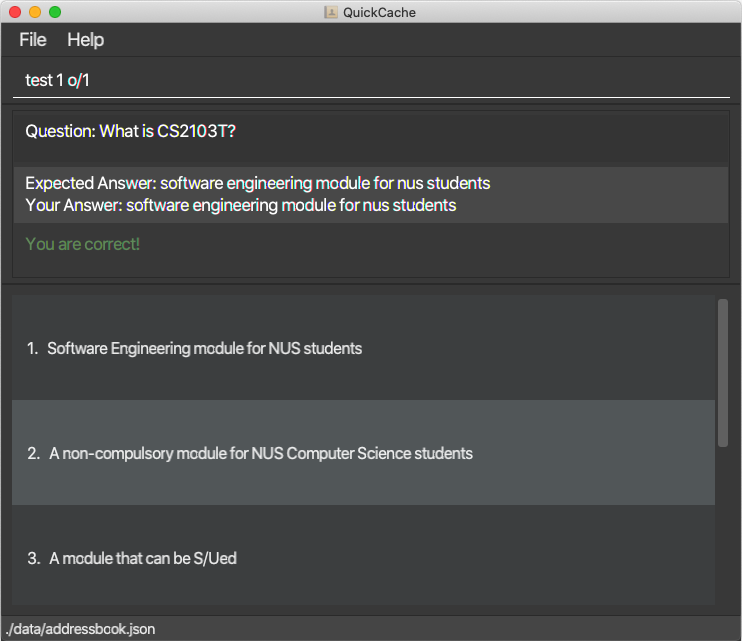 QuickCache
File Help
test 1 o/1
Question: What is CS2103T?
Expected Answer: software engineering module for nus students
Your Answer: software engineering module for nus students
You are correct!
1. Software Engineering module for NUS students
2. A non-compulsory module for NUS Computer Science students
3. A module that can be S/Ued
./data/addressbook.json